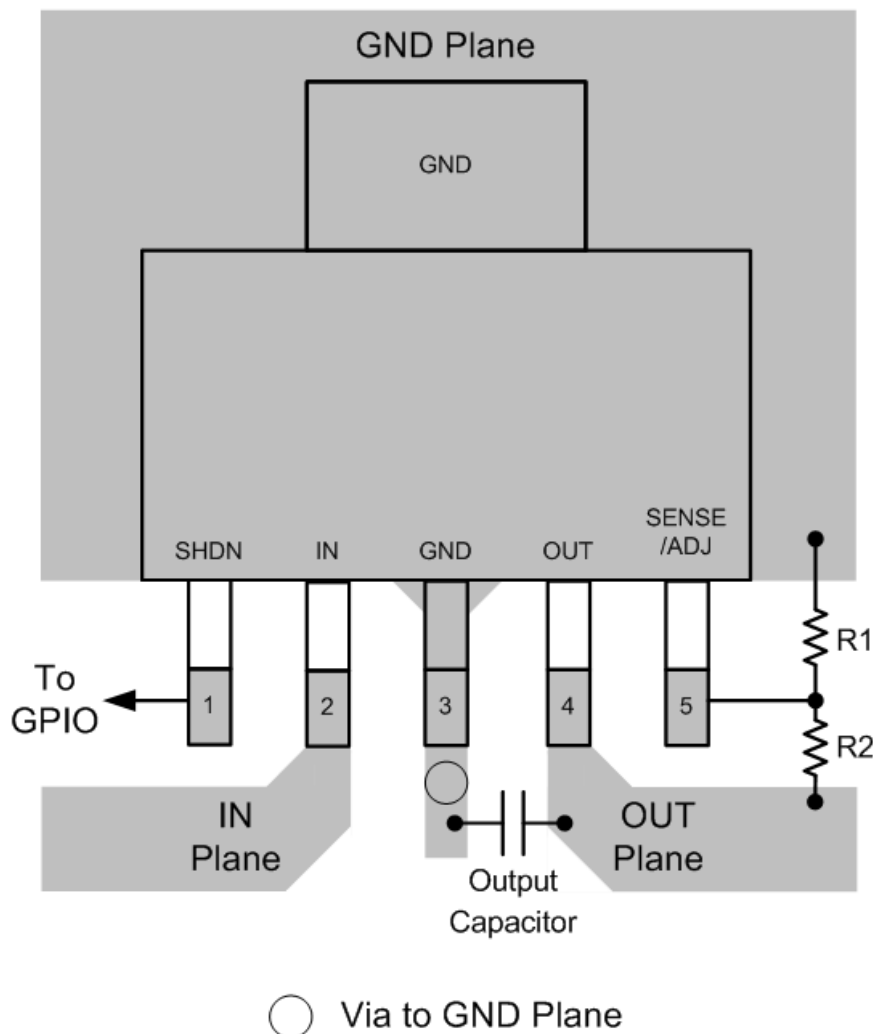 GND Plane
GND
SHDN
IN
GND
OUT
SENSE
/ADJ
R1
To
GPIO
1
2
3
4
5
R2
IN
Plane
OUT
Plane
Output
Capacitor
Via to GND Plane